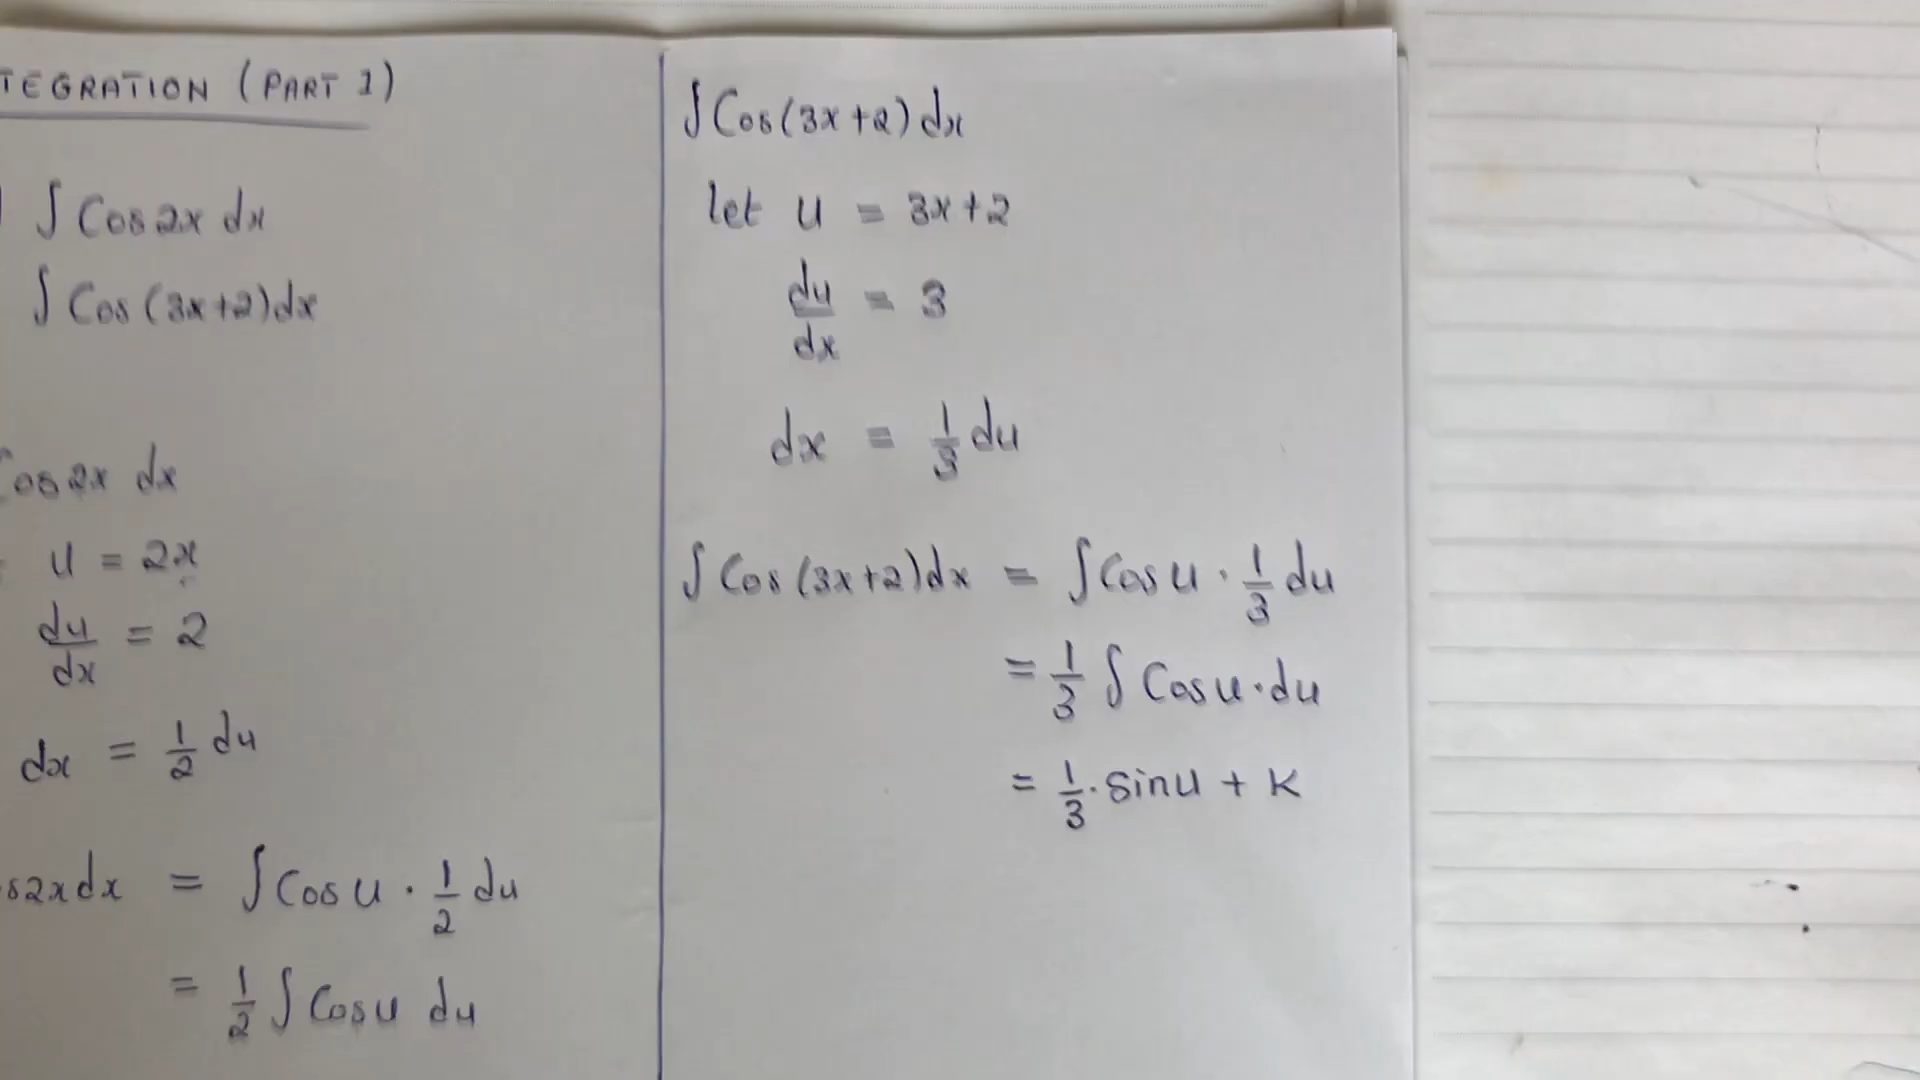 TEGRATION (PART 1)
∫ Cos 2x dx
∫ Cos (3x+2) dx
Cos 2x dx
u = 2x
du/dx = 2
dx = 1/2 du
s2x dx = ∫ Cos u · 1/2 du
= 1/2 ∫ Cos u du
∫ Cos (3x+2) dx
let u = 3x+2
du/dx = 3
dx = 1/3 du
∫ Cos (3x+2) dx = ∫ Cos u · 1/3 du
= 1/3 ∫ Cos u · du
= 1/3 · sin u + K